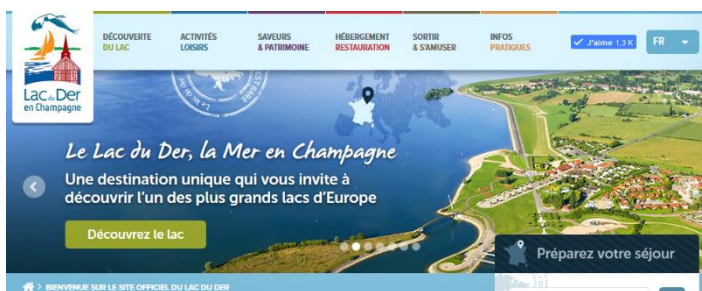 DÉCOUVERTE
DU LAC
ACTIVITÉS
LOISIRS
SAVEURS
& PATRIMOINE
HÉBERGEMENT
RESTAURATION
SORTIR
& S'AMUSER
INFOS
PRATIQUES
J'aime 1,3 K
FR
Lac du Der
en Champagne
Le Lac du Der, la Mer en Champagne
Une destination unique qui vous invite à
découvrir l'un des plus grands lacs d'Europe
Découvrez le lac
Préparez votre séjour
> BIENVENUE SUR LE SITE OFFICIEL DU LAC DU DER